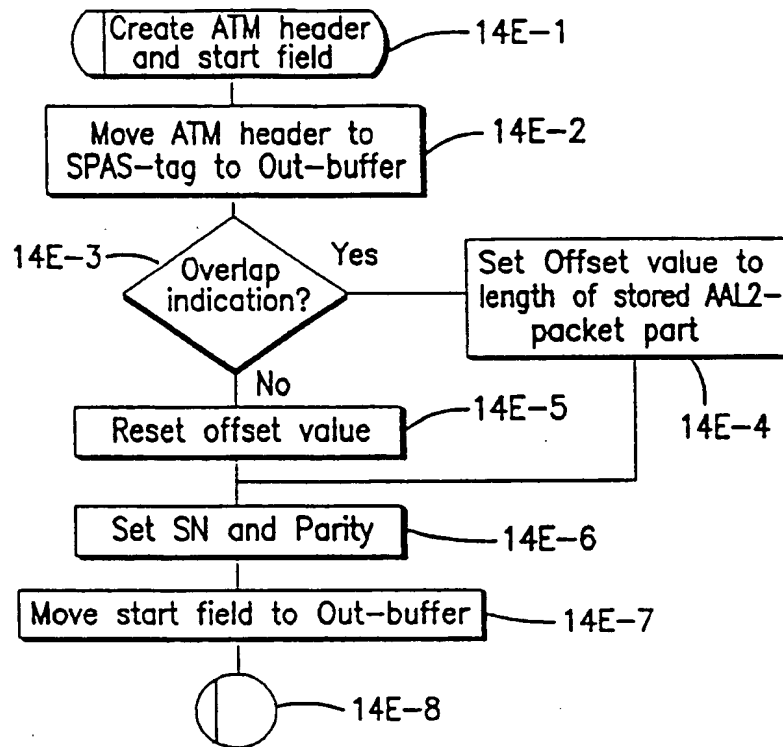 Create ATM header
and start field
14E-1
Move ATM header to
SPAS-tag to Out-buffer
14E-2
14E-3
Overlap
indication?
Yes
Set Offset value to
length of stored AAL2-
packet part
14E-4
No
Reset offset value
14E-5
Set SN and Parity
14E-6
Move start field to Out-buffer
14E-7
14E-8